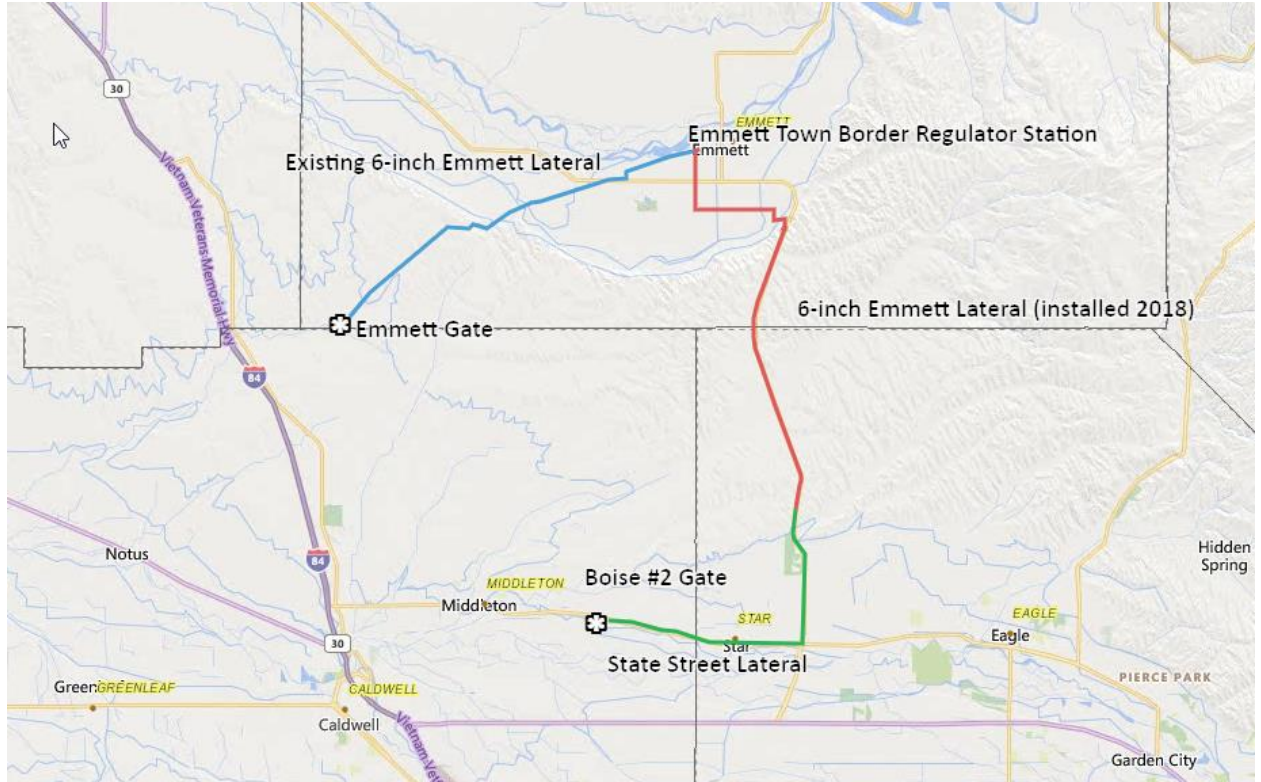 30
EMMETT
Emmett Town Border Regulator Station
Emmett
Existing 6-inch Emmett Lateral
Vietnam Veterans Memorial Hwy
6-inch Emmett Lateral (installed 2018)
Emmett Gate
84
Notus
84
Hidden
Spring
Boise #2 Gate
MIDDLETON
Middleton
STAR
Star
EAGLE
Eagle
30
State Street Lateral
PIERCE PARK
GREENLEAF
CALDWELL
Caldwell
Garden City